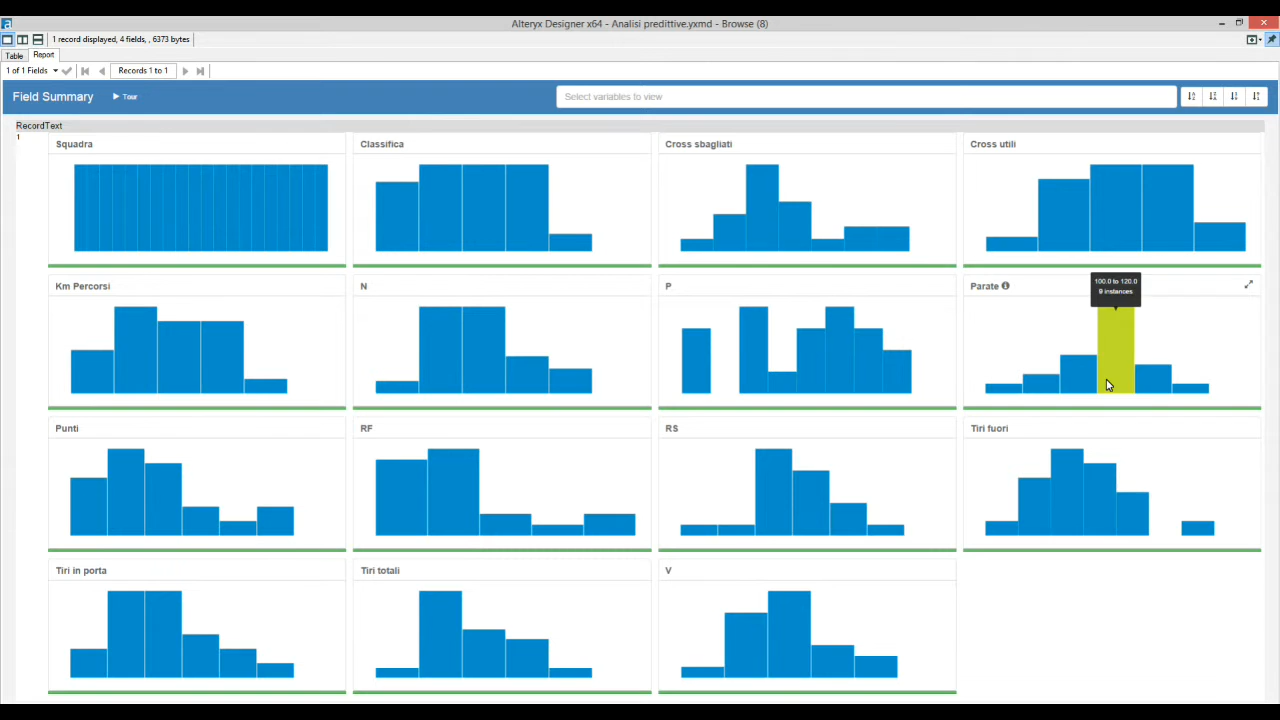 Alteryx Designer x64 - Analisi predittive.yxmd - Browse (8)
1 record displayed, 4 fields, , 6373 bytes
Table Report
1 of 1 Fields Records 1 to 1
Field Summary Tour Select variables to view
RecordText
1
Squadra Classifica Cross sbagliati Cross utili
Km Percorsi N P Parate
100.0 to 120.0
9 instances
Punti RF RS Tiri fuori
Tiri in porta Tiri totali V